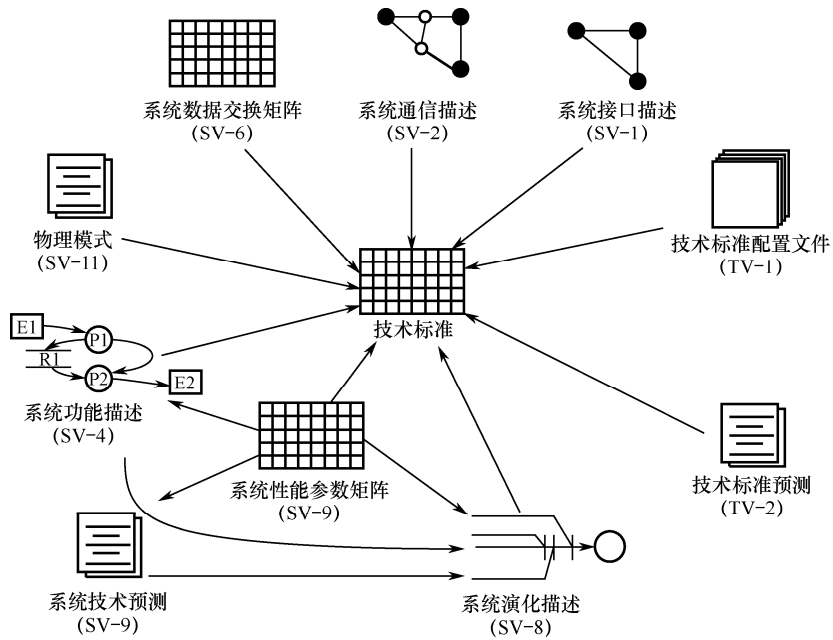 系统数据交换矩阵
(SV-6)
系统通信描述
(SV-2)
系统接口描述
(SV-1)
物理模式
(SV-11)
技术标准配置文件
(TV-1)
技术标准
E1
P1
R1
P2
E2
系统功能描述
(SV-4)
系统性能参数矩阵
(SV-9)
技术标准预测
(TV-2)
系统技术预测
(SV-9)
系统演化描述
(SV-8)